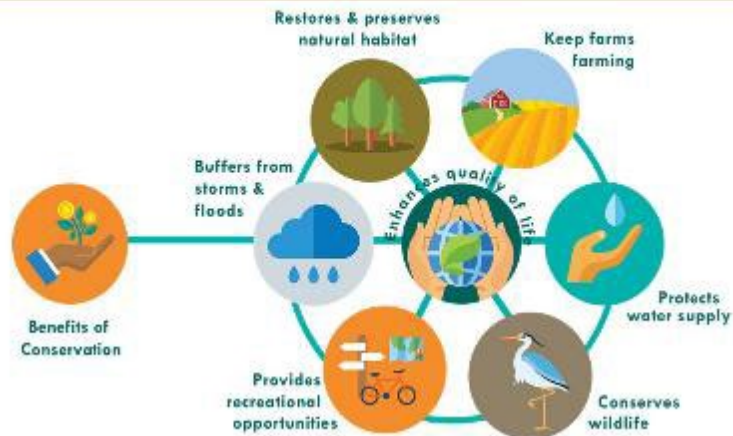 Restores & preserves
natural habitat
Keep farms
farming
Buffers from
storms &
floods
Enhances quality of life
Benefits of
Conservation
Protects
water supply
Provides
recreational
opportunities
Conserves
wildlife